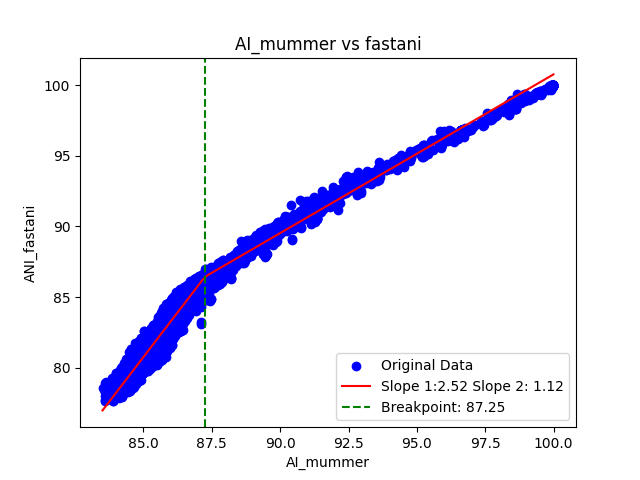 AI_mummer vs fastani
100
95
90
85
80
ANI_fastani
85.0 87.5 90.0 92.5 95.0 97.5 100.0
AI_mummer
Original Data
Slope 1:2.52 Slope 2: 1.12
Breakpoint: 87.25